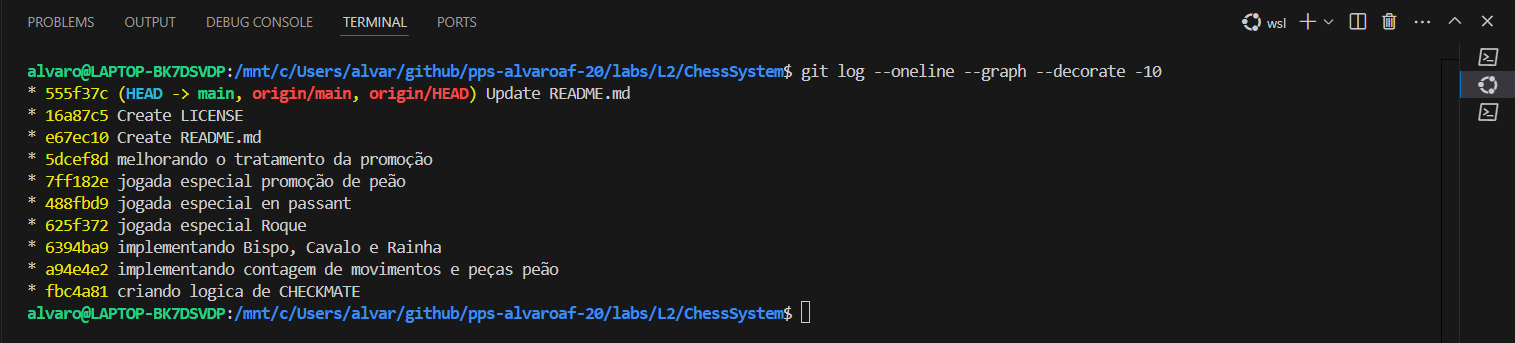 PROBLEMS OUTPUT DEBUG CONSOLE TERMINAL PORTS wsl
alvaro@LAPTOP-BK7DSVDP:/mnt/c/Users/alvar/github/pps-alvaroaf-20/labs/L2/ChessSystem$ git log --oneline --graph --decorate -10
* 555f37c (HEAD -> main, origin/main, origin/HEAD) Update README.md
* 16a87c5 Create LICENSE
* e67ec10 Create README.md
* 5dcef8d melhorando o tratamento da promoção
* 7ff182e jogada especial promoção de peão
* 488fbd9 jogada especial en passant
* 625f372 jogada especial Roque
* 6394ba9 implementando Bispo, Cavalo e Rainha
* a94e4e2 implementando contagem de movimentos e peças peão
* fbc4a81 criando logica de CHECKMATE
alvaro@LAPTOP-BK7DSVDP:/mnt/c/Users/alvar/github/pps-alvaroaf-20/labs/L2/ChessSystem$